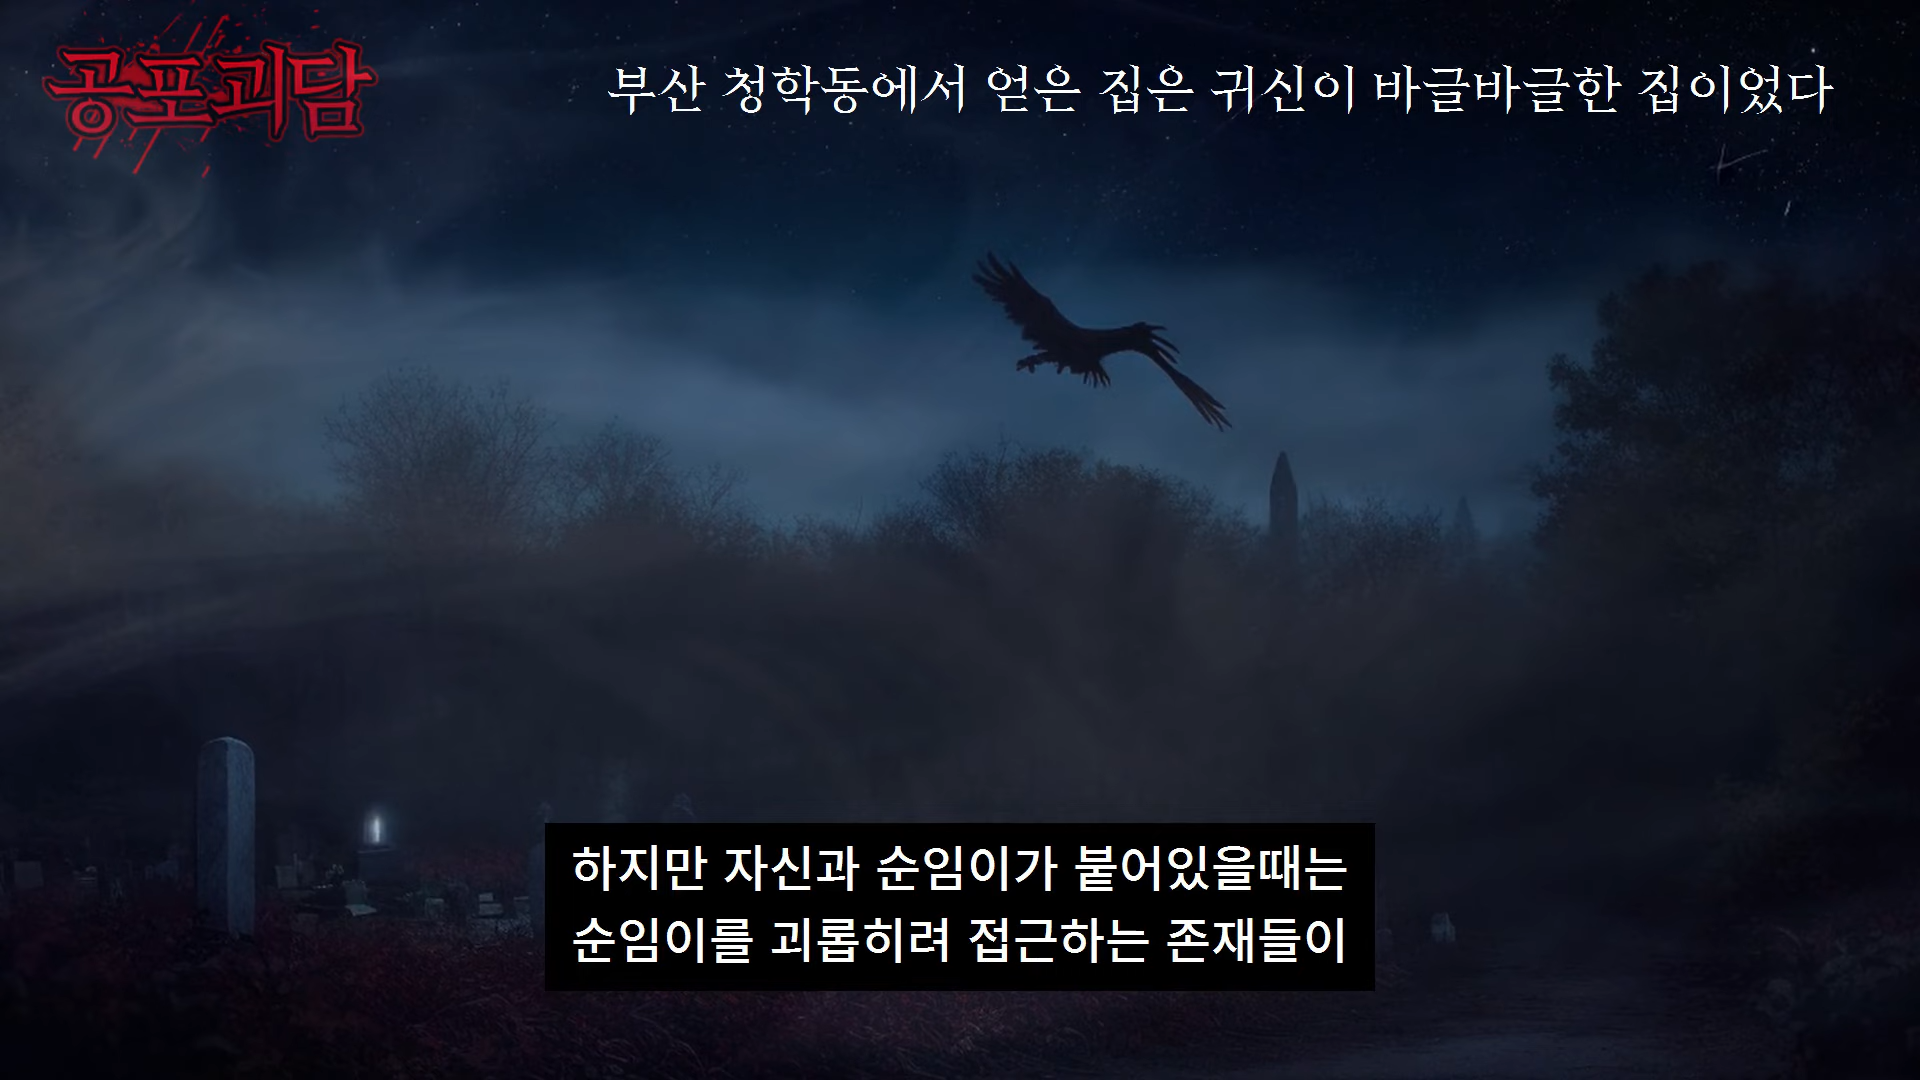 공포괴담
부산 청학동에서 얻은 집은 귀신이 바글바글한 집이었다
하지만 자신과 순임이가 붙어있을때는
순임이를 괴롭히려 접근하는 존재들이